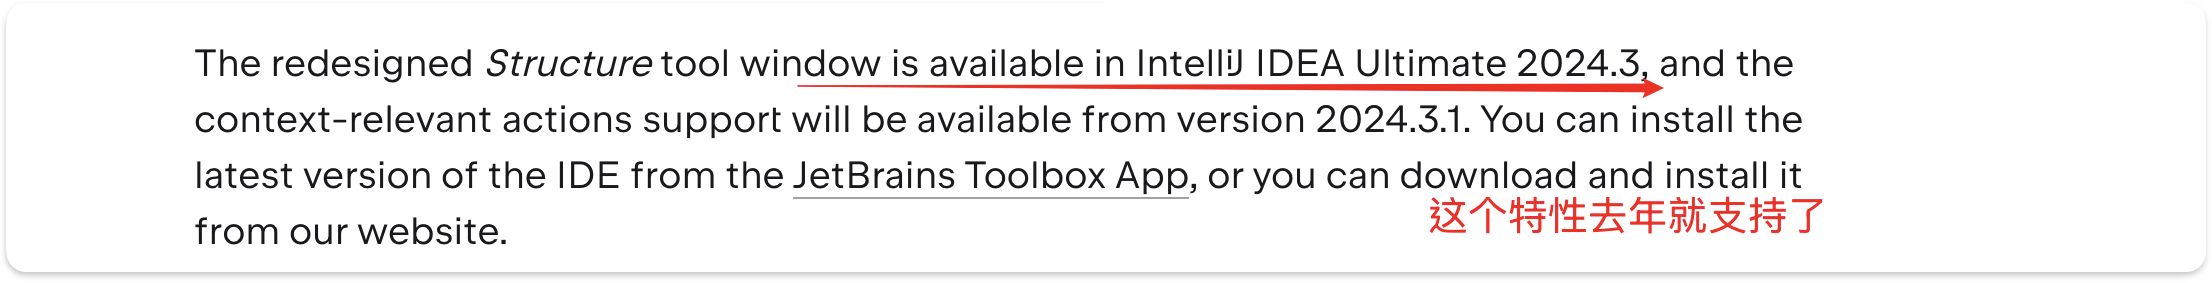 The redesigned Structure tool window is available in IntelliJ IDEA Ultimate 2024.3, and the
context-relevant actions support will be available from version 2024.3.1. You can install the
latest version of the IDE from the JetBrains Toolbox App, or you can download and install it
这个特性去年就支持了
from our website.